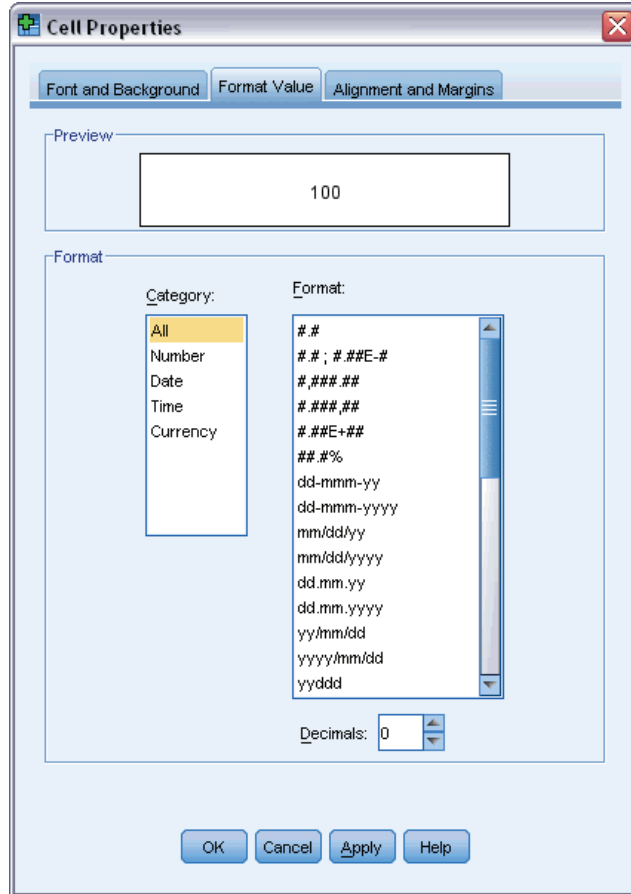 Cell Properties
Font and Background Format Value Alignment and Margins
Preview
100
Format
Category:
All
Number
Date
Time
Currency
Format:
#.#
#.# ; #.##E-#
#,###.##
#.###,##
#.##E+##
##.#%
dd-mmm-yy
dd-mmm-yyyy
mm/dd/yy
mm/dd/yyyy
dd.mm.yy
dd.mm.yyyy
yy/mm/dd
yyyy/mm/dd
yyddd
Decimals: 0
OK Cancel Apply Help